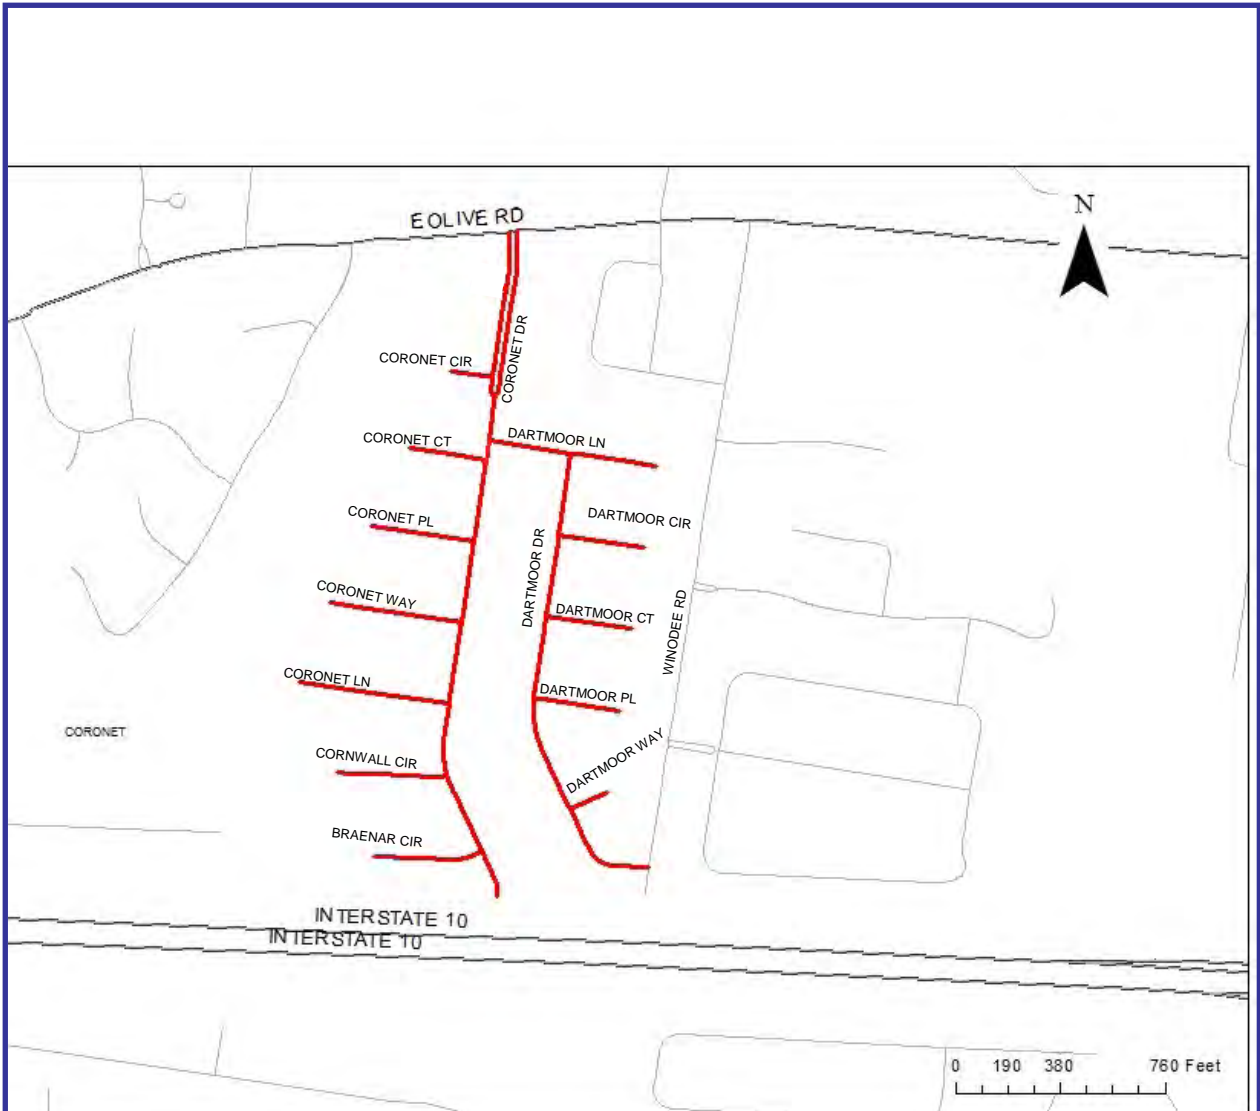 N
E OLIVE RD
CORONET DR
CORONET CIR
CORONET CT
DARTMOOR LN
CORONET PL
DARTMOOR CIR
DARTMOOR DR
CORONET WAY
DARTMOOR CT
WINODEE RD
CORONET LN
DARTMOOR PL
CORONET
DARTMOOR WAY
CORNWALL CIR
BRAENAR CIR
INTERSTATE 10
INTERSTATE 10
0 190 380 760 Feet